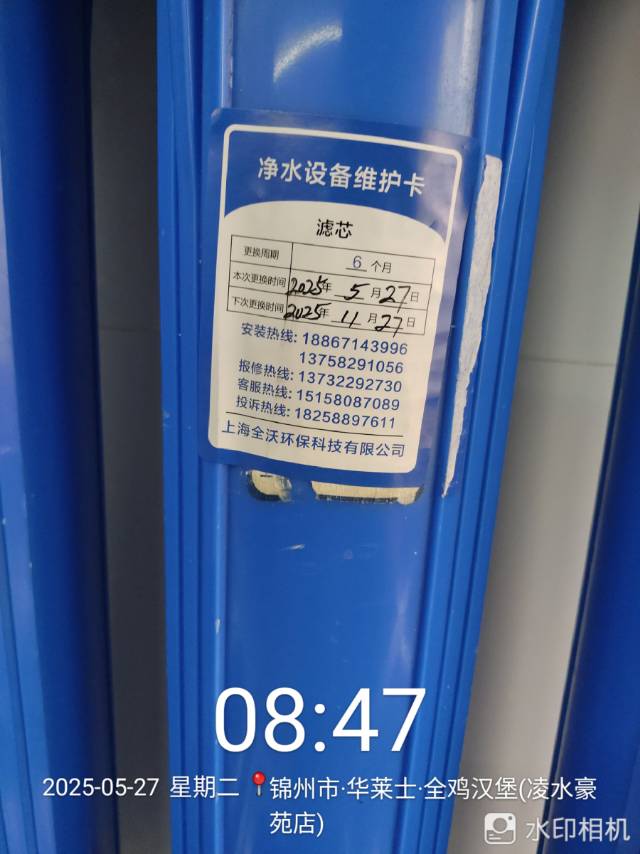 净水设备维护卡
滤芯
更换周期 6 个月
本次更换时间 2025年 5 月 27 日
下次更换时间 2025年 11 月 27 日
安装热线: 18867143996
13758291056
报修热线: 13732292730
客服热线: 15158087089
投诉热线: 18258897611
上海全沃环保科技有限公司
08:47
2025-05-27 星期二 锦州市·华莱士·全鸡汉堡(凌水豪
苑店)
水印相机